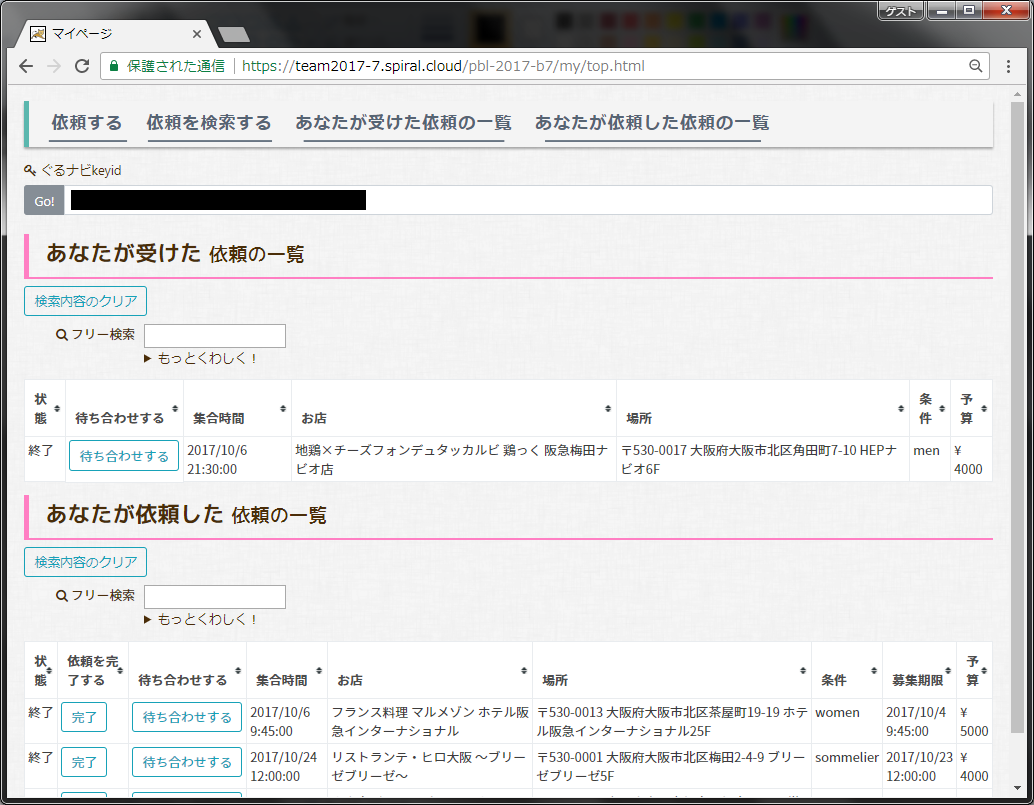 ゲスト
マイページ
保護された通信 https://team2017-7.spiral.cloud/pbl-2017-b7/my/top.html
依頼する 依頼を検索する あなたが受けた依頼の一覧 あなたが依頼した依頼の一覧
ぐるナビkeyid
Go!
あなたが受けた 依頼の一覧
検索内容のクリア
フリー検索
▶ もっとくわしく！
状態 待ち合わせする 集合時間 お店 場所 条件 予算
終了 待ち合わせする 2017/10/6 21:30:00 地鶏×チーズフォンデュタッカルビ 鶏っく 阪急梅田ナビオ店 〒530-0017 大阪府大阪市北区角田町7-10 HEPナビオ6F men ¥ 4000
あなたが依頼した 依頼の一覧
検索内容のクリア
フリー検索
▶ もっとくわしく！
状態 依頼を完了する 待ち合わせする 集合時間 お店 場所 条件 募集期限 予算
終了 完了 待ち合わせする 2017/10/6 9:45:00 フランス料理 マルメゾン ホテル阪急インターナショナル 〒530-0013 大阪府大阪市北区茶屋町19-19 ホテル阪急インターナショナル25F women 2017/10/4 9:45:00 ¥ 5000
終了 完了 待ち合わせする 2017/10/24 12:00:00 リストランテ・ヒロ大阪 ～ブリーゼブリーゼ～ 〒530-0001 大阪府大阪市北区梅田2-4-9 ブリーゼブリーゼ5F sommelier 2017/10/23 12:00:00 ¥ 4000